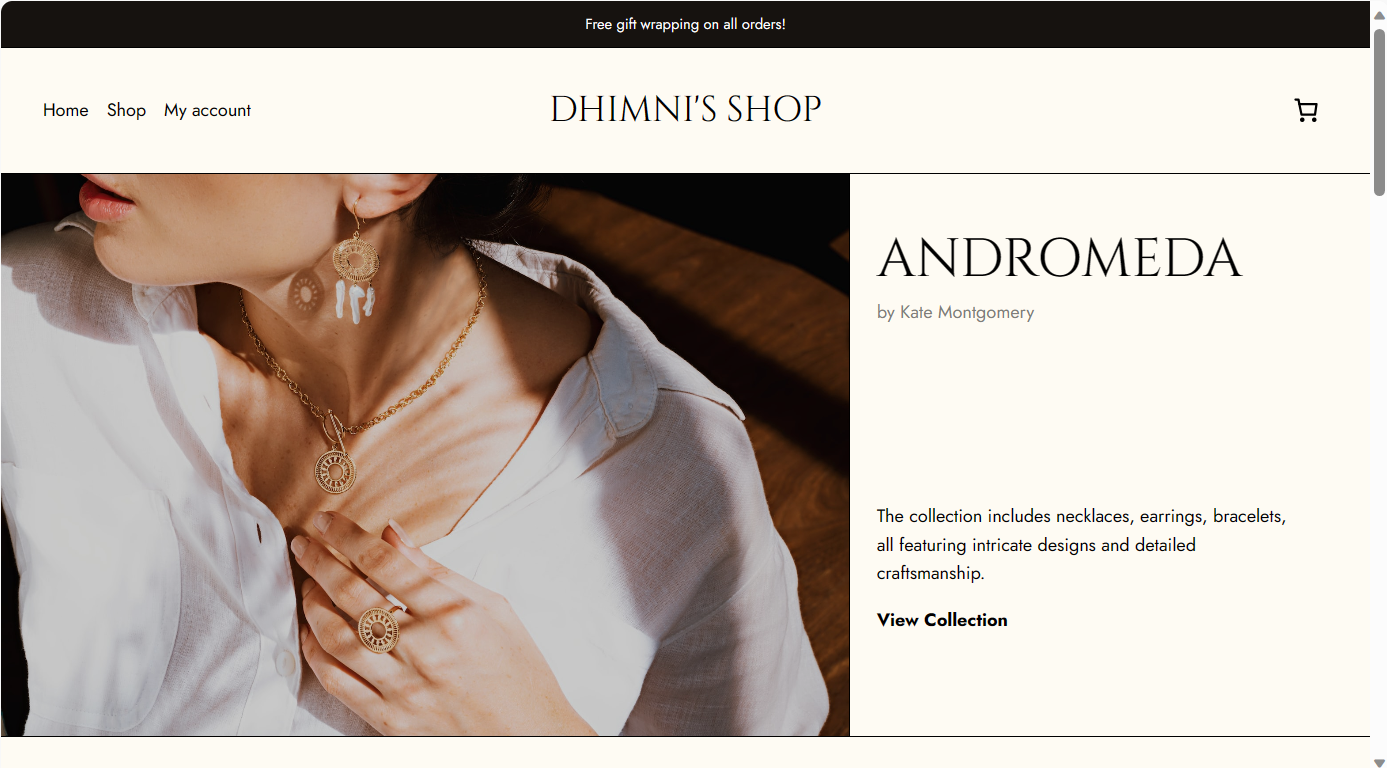 Free gift wrapping on all orders!
Home Shop My account
DHIMNI'S SHOP
ANDROMEDA
by Kate Montgomery
The collection includes necklaces, earrings, bracelets,
all featuring intricate designs and detailed
craftsmanship.
View Collection